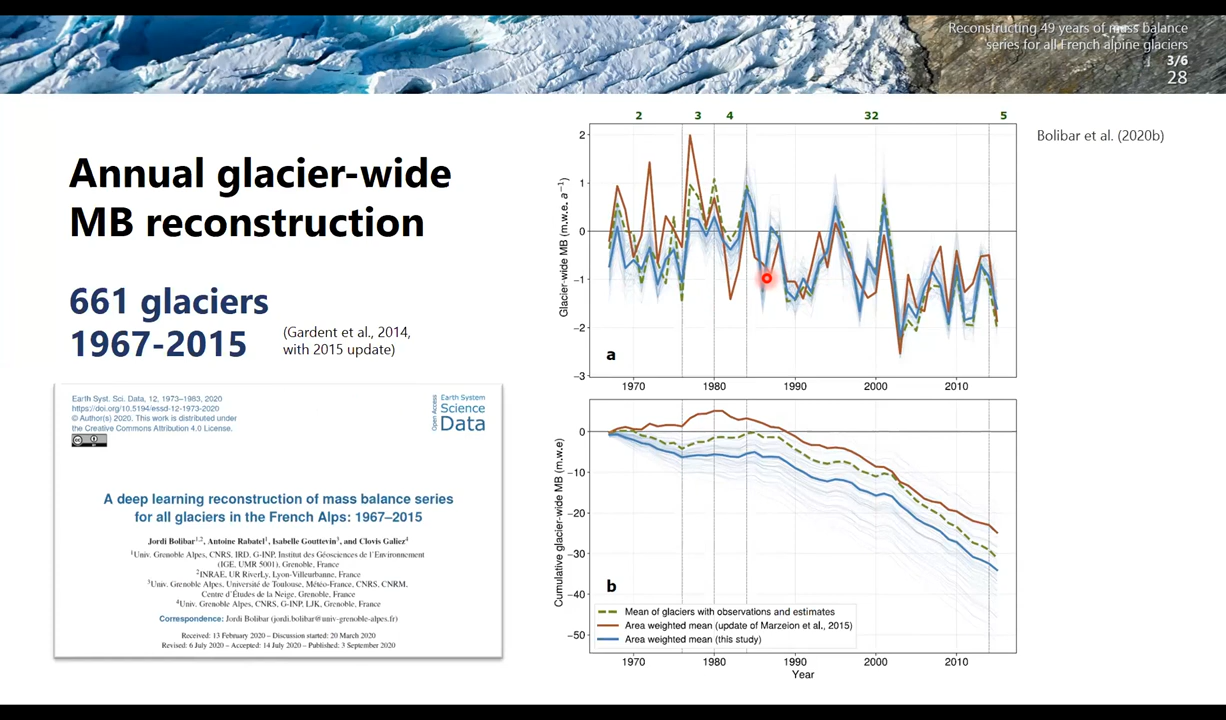 Reconstructing 49 years of mass balance
series for all French alpine glaciers
3/6
28
Annual glacier-wide
MB reconstruction
661 glaciers
1967-2015
(Gardent et al., 2014,
with 2015 update)
Earth Syst. Sci. Data, 12, 1973–1983, 2020
https://doi.org/10.5194/essd-12-1973-2020
© Author(s) 2020. This work is distributed under
the Creative Commons Attribution 4.0 License.
Open Access
Earth System
Science
Data
A deep learning reconstruction of mass balance series
for all glaciers in the French Alps: 1967–2015
Jordi Bolibar1,2, Antoine Rabatel1, Isabelle Gouttevin3, and Clovis Galiez4
1Univ. Grenoble Alpes, CNRS, IRD, G-INP, Institut des Géosciences de l'Environnement
(IGE, UMR 5001), Grenoble, France
2INRAE, UR RiverLy, Lyon-Villeurbanne, France
3Univ. Grenoble Alpes, Université de Toulouse, Météo-France, CNRS, CNRM,
Centre d'Études de la Neige, Grenoble, France
4Univ. Grenoble Alpes, CNRS, G-INP, LJK, Grenoble, France
Correspondence: Jordi Bolibar (jordi.bolibar@univ-grenoble-alpes.fr)
Received: 13 February 2020 – Discussion started: 20 March 2020
Revised: 6 July 2020 – Accepted: 14 July 2020 – Published: 3 September 2020
2 3 4 32 5
Bolibar et al. (2020b)
Glacier-wide MB (m.w.e. a⁻¹)
2
1
0
−1
−2
−3
a
1970 1980 1990 2000 2010
Cumulative glacier-wide MB (m.w.e)
0
−10
−20
−30
−40
−50
b
Mean of glaciers with observations and estimates
Area weighted mean (update of Marzeion et al., 2015)
Area weighted mean (this study)
1970 1980 1990 2000 2010
Year